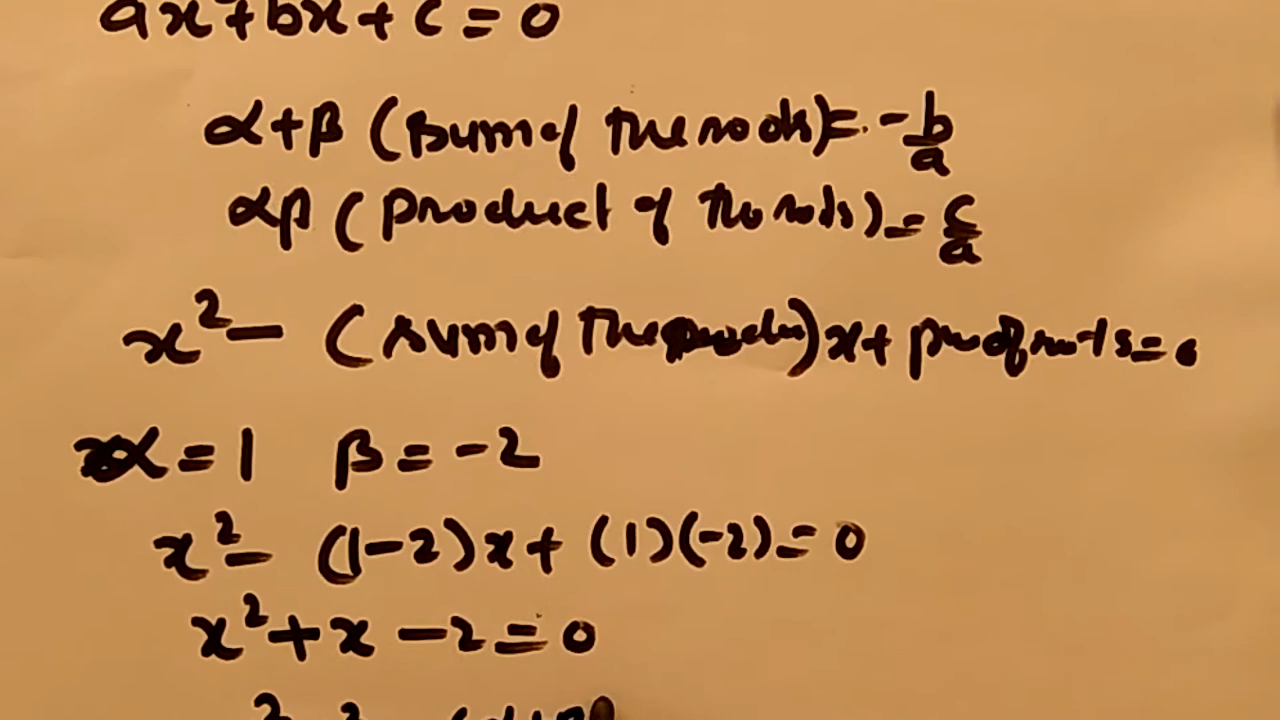 ax+bx+c=0
α+β (sum of the roots)=-b/a
αβ (product of the roots)=c/a
x²- (sum of the roots)x+ prod of roots=0
α=1 β=-2
x²- (1-2)x+(1)(-2)=0
x²+x-2=0